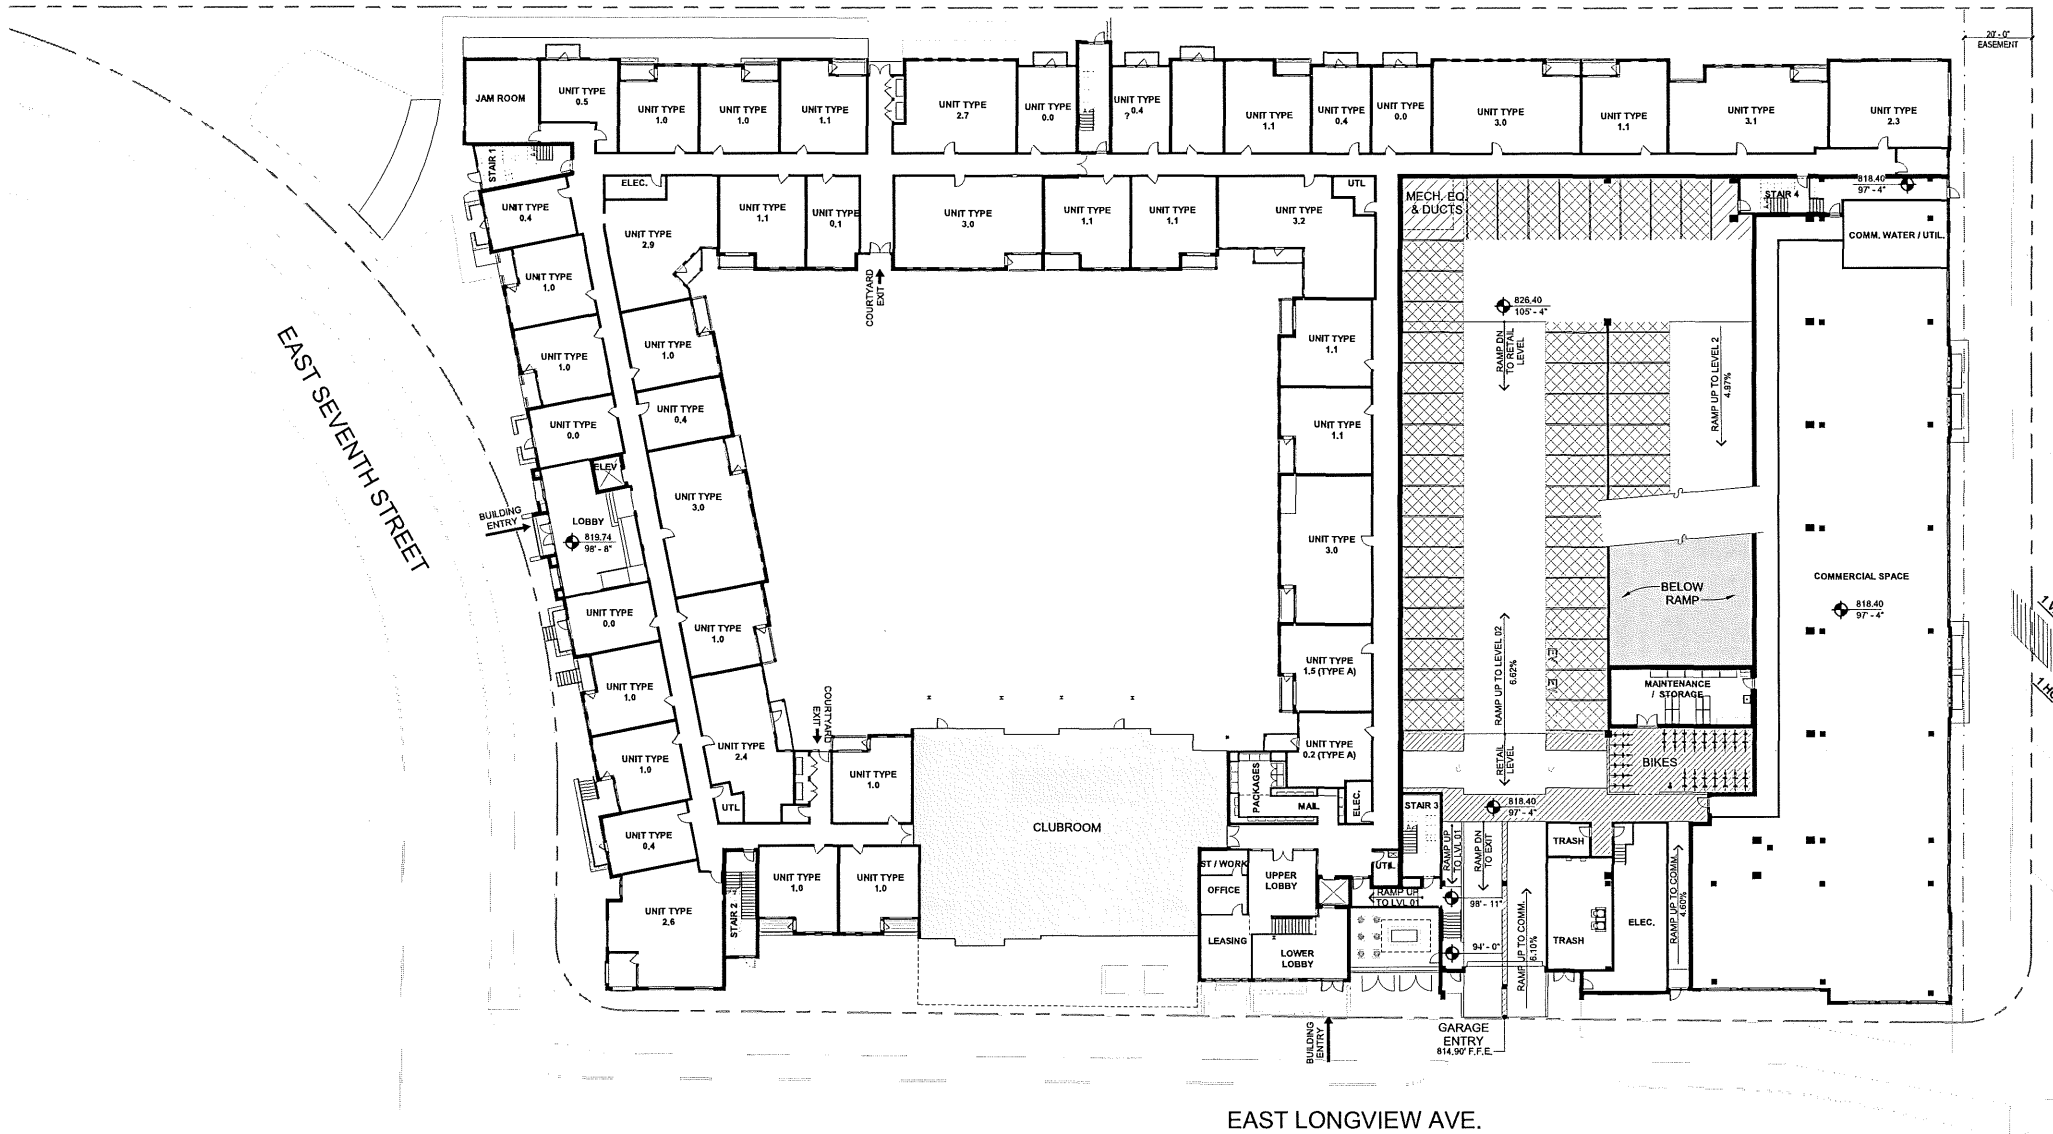 20' - 0"
EASEMENT
JAM ROOM
UNIT TYPE
0.5
UNIT TYPE
1.0
UNIT TYPE
1.0
UNIT TYPE
1.1
UNIT TYPE
2.7
UNIT TYPE
0.0
UNIT TYPE
0.4
?
UNIT TYPE
1.1
UNIT TYPE
0.4
UNIT TYPE
0.0
UNIT TYPE
3.0
UNIT TYPE
1.1
UNIT TYPE
3.1
UNIT TYPE
2.3
STAIR 1
ELEC.
UNIT TYPE
0.4
UNIT TYPE
2.9
UNIT TYPE
1.1
UNIT TYPE
0.1
UNIT TYPE
3.0
UNIT TYPE
1.1
UNIT TYPE
1.1
UNIT TYPE
3.2
UTL
MECH. EQ.
& DUCTS
STAIR 4
818.40
97' - 4"
COMM. WATER / UTIL.
COURTYARD
EXIT
UNIT TYPE
1.0
UNIT TYPE
1.0
UNIT TYPE
1.0
UNIT TYPE
1.1
826.40
105' - 4"
RAMP DN
TO RETAIL
LEVEL
RAMP UP TO LEVEL 2
4.97%
EAST SEVENTH STREET
UNIT TYPE
0.0
UNIT TYPE
0.4
UNIT TYPE
1.1
ELEV
UNIT TYPE
3.0
UNIT TYPE
3.0
BUILDING
ENTRY
LOBBY
819.74
98' - 8"
BELOW
RAMP
COMMERCIAL SPACE
818.40
97' - 4"
UNIT TYPE
0.0
UNIT TYPE
1.0
UNIT TYPE
1.5 (TYPE A)
RAMP UP TO LEVEL 02
6.62%
EV
EV
MAINTENANCE
/ STORAGE
UNIT TYPE
1.0
UNIT TYPE
1.0
UNIT TYPE
2.4
COURTYARD
EXIT
UNIT TYPE
1.0
UNIT TYPE
0.2 (TYPE A)
PACKAGES
MAIL
ELEC.
RETAIL
LEVEL
BIKES
UTL
STAIR 3
818.40
97' - 4"
CLUBROOM
UNIT TYPE
0.4
RAMP UP
TO LVL 01
RAMP DN
TO EXIT
TRASH
UNIT TYPE
1.0
UNIT TYPE
1.0
ST / WORK
OFFICE
UPPER
LOBBY
UTIL
RAMP UP
TO LVL 01
98' - 11"
UNIT TYPE
2.6
STAIR 2
LEASING
LOWER
LOBBY
94' - 0"
RAMP UP TO COMM.
6.10%
TRASH
ELEC.
RAMP UP TO COMM.
4.60%
BUILDING
ENTRY
GARAGE
ENTRY
814.90' F.F.E.
EAST LONGVIEW AVE.